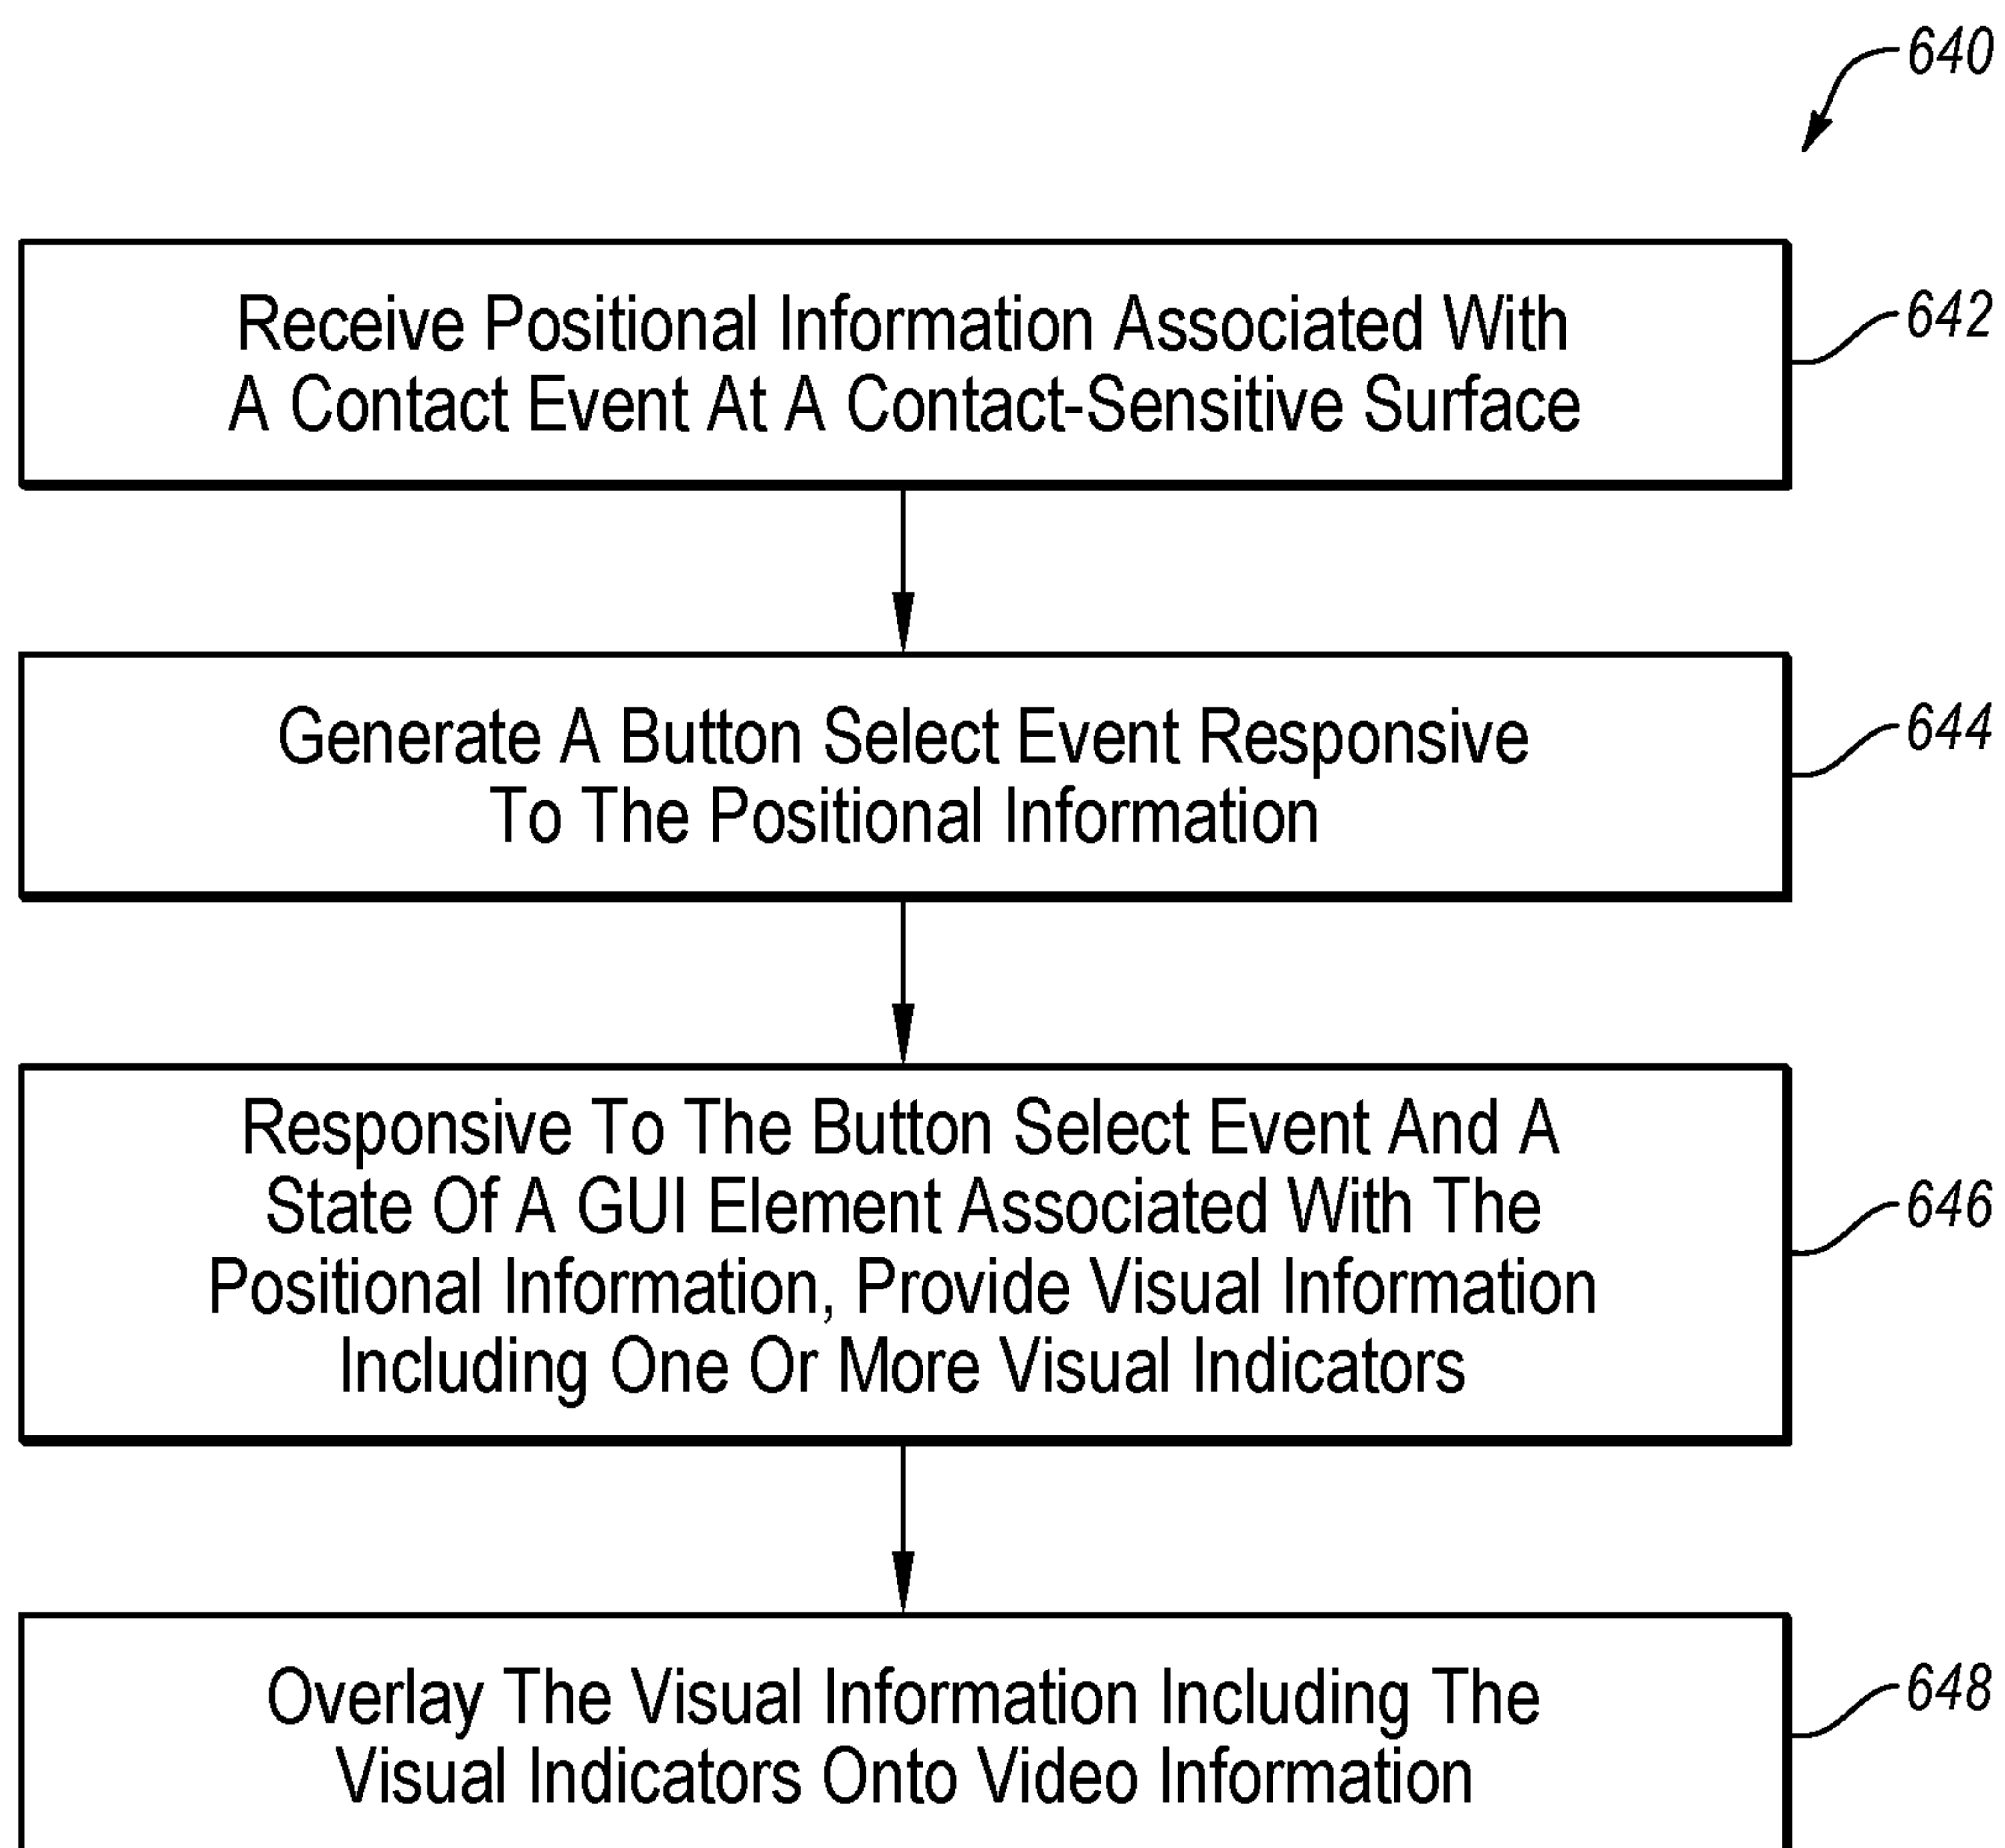 640
Receive Positional Information Associated With
A Contact Event At A Contact-Sensitive Surface
642
Generate A Button Select Event Responsive
To The Positional Information
644
Responsive To The Button Select Event And A
State Of A GUI Element Associated With The
Positional Information, Provide Visual Information
Including One Or More Visual Indicators
646
Overlay The Visual Information Including The
Visual Indicators Onto Video Information
648